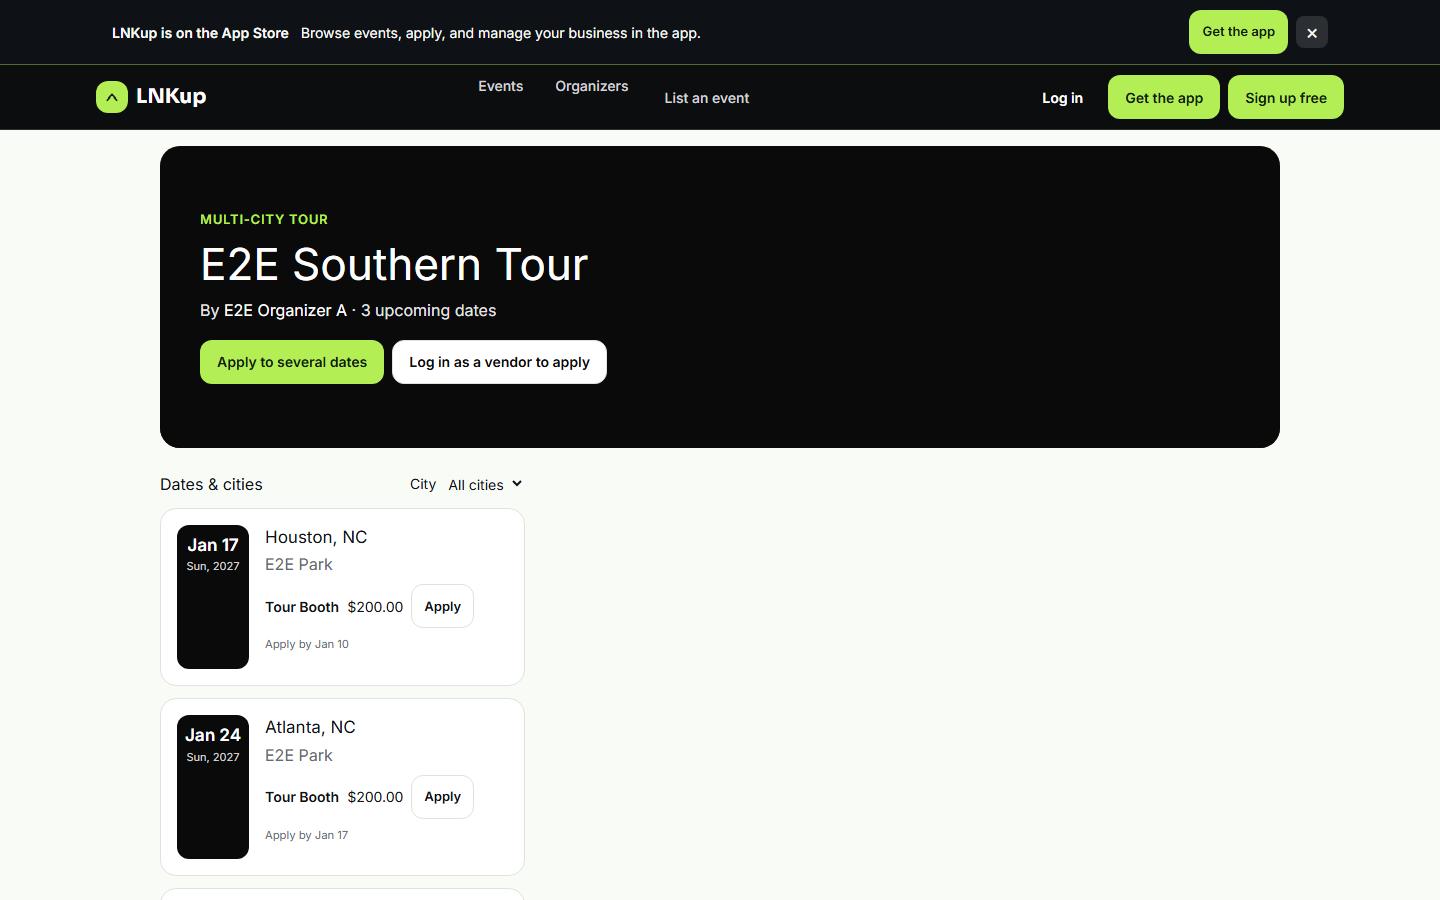 LNKup is on the App Store Browse events, apply, and manage your business in the app. Get the app ×
LNKup Events Organizers List an event Log in Get the app Sign up free
MULTI-CITY TOUR
E2E Southern Tour
By E2E Organizer A · 3 upcoming dates
Apply to several dates Log in as a vendor to apply
Dates & cities City All cities
Jan 17
Sun, 2027
Houston, NC
E2E Park
Tour Booth $200.00 Apply
Apply by Jan 10
Jan 24
Sun, 2027
Atlanta, NC
E2E Park
Tour Booth $200.00 Apply
Apply by Jan 17